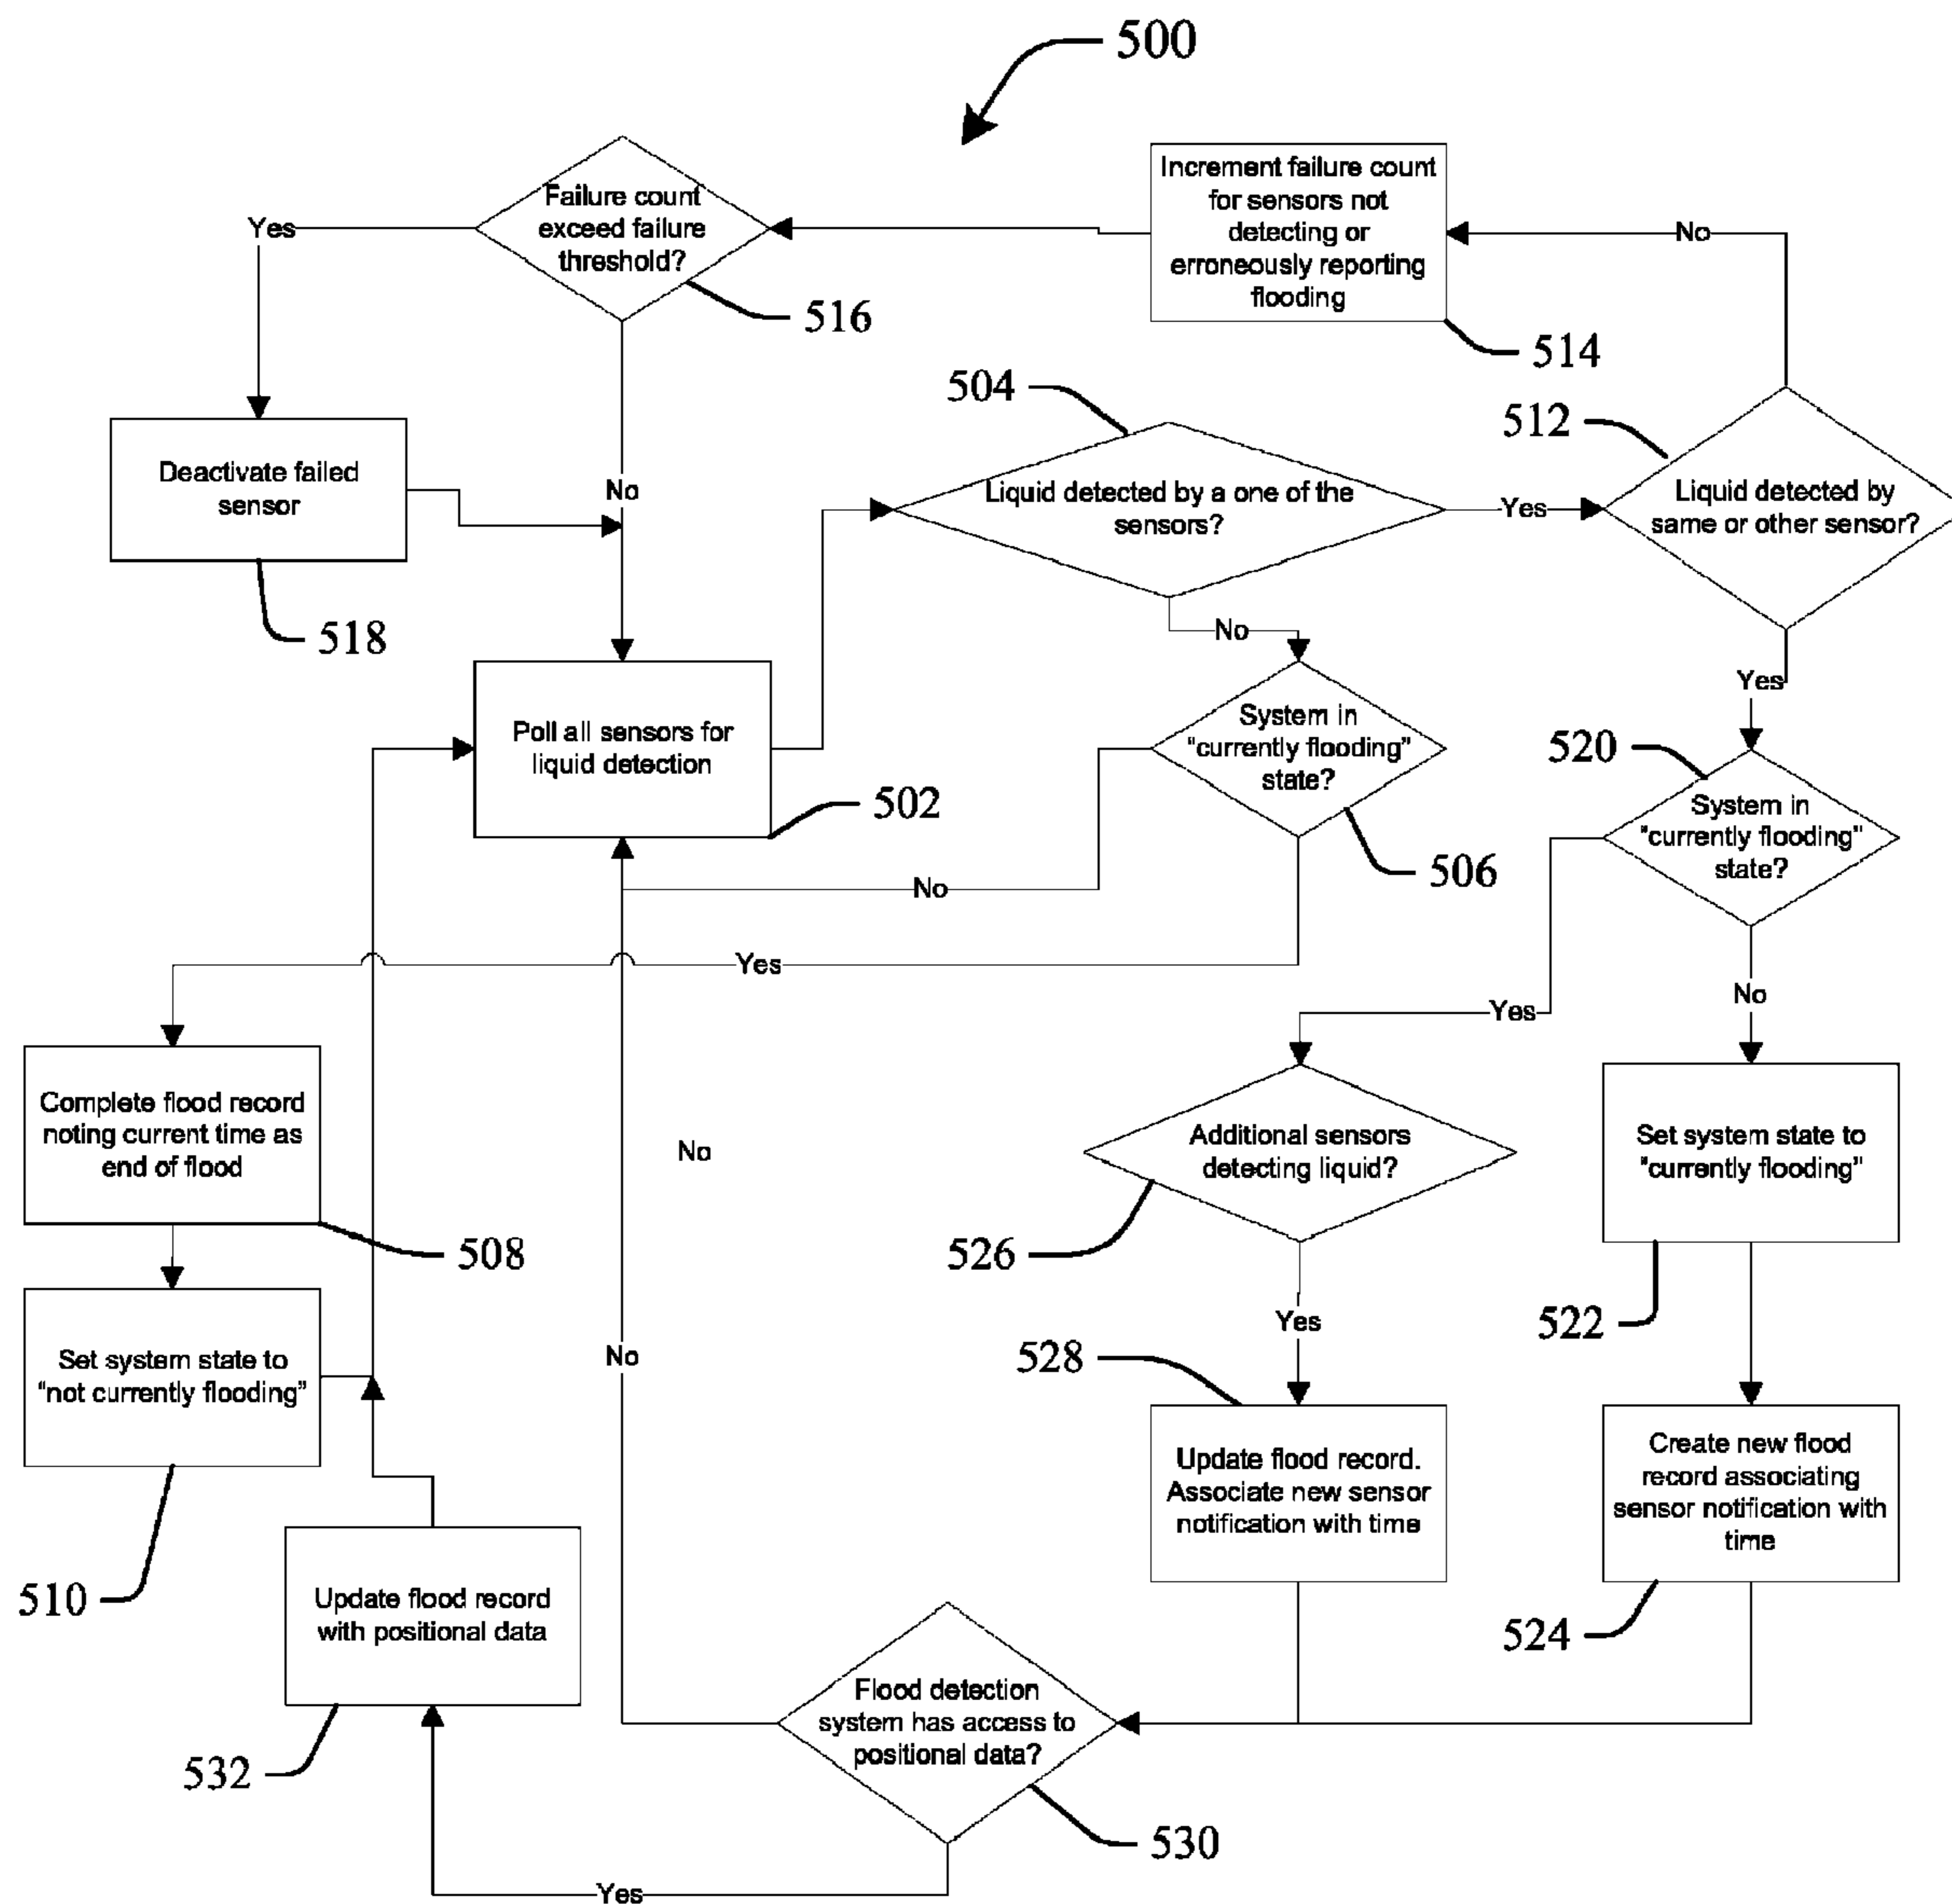 500
Failure count
exceed failure
threshold?
516
Yes
No
Increment failure count
for sensors not
detecting or
erroneously reporting
flooding
514
No
Deactivate failed
sensor
518
504
Liquid detected by a one of the
sensors?
Yes
No
512
Liquid detected by
same or other sensor?
Yes
Poll all sensors for
liquid detection
502
System in
"currently flooding"
state?
506
No
Yes
520
System in
"currently flooding"
state?
Yes
No
Complete flood record
noting current time as
end of flood
508
No
Additional sensors
detecting liquid?
526
Yes
Set system state to
"currently flooding"
522
Set system state to
"not currently flooding"
510
No
528
Update flood record.
Associate new sensor
notification with time
Create new flood
record associating
sensor notification with
time
524
Update flood record
with positional data
532
Flood detection
system has access to
positional data?
530
Yes